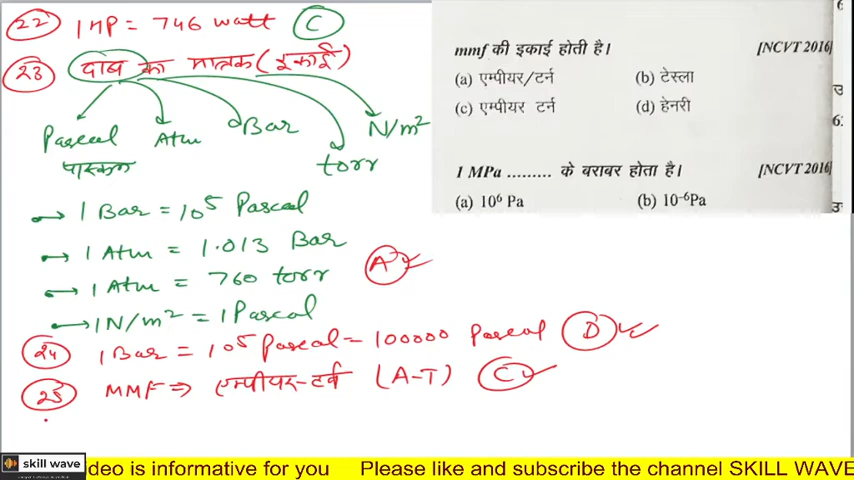 22 1 HP = 746 watt C
23 दाब का मात्रक (इकाई)
Pascal Atm Bar torr N/m²
पास्कल
→ 1 Bar = 10⁵ Pascal
→ 1 Atm = 1.013 Bar
→ 1 Atm = 760 torr A
→ 1 N/m² = 1 Pascal
24 1 Bar = 10⁵ Pascal = 100000 Pascal D
25 MMF ⇒ एम्पीयर-टर्न (A-T) C
mmf की इकाई होती है। [NCVT 2016]
(a) एम्पीयर/टर्न (b) टेस्ला
(c) एम्पीयर टर्न (d) हेनरी
1 MPa ......... के बराबर होता है। [NCVT 2016]
(a) 10⁶ Pa (b) 10⁻⁶Pa
skill wave
ideo is informative for you Please like and subscribe the channel SKILL WAVE